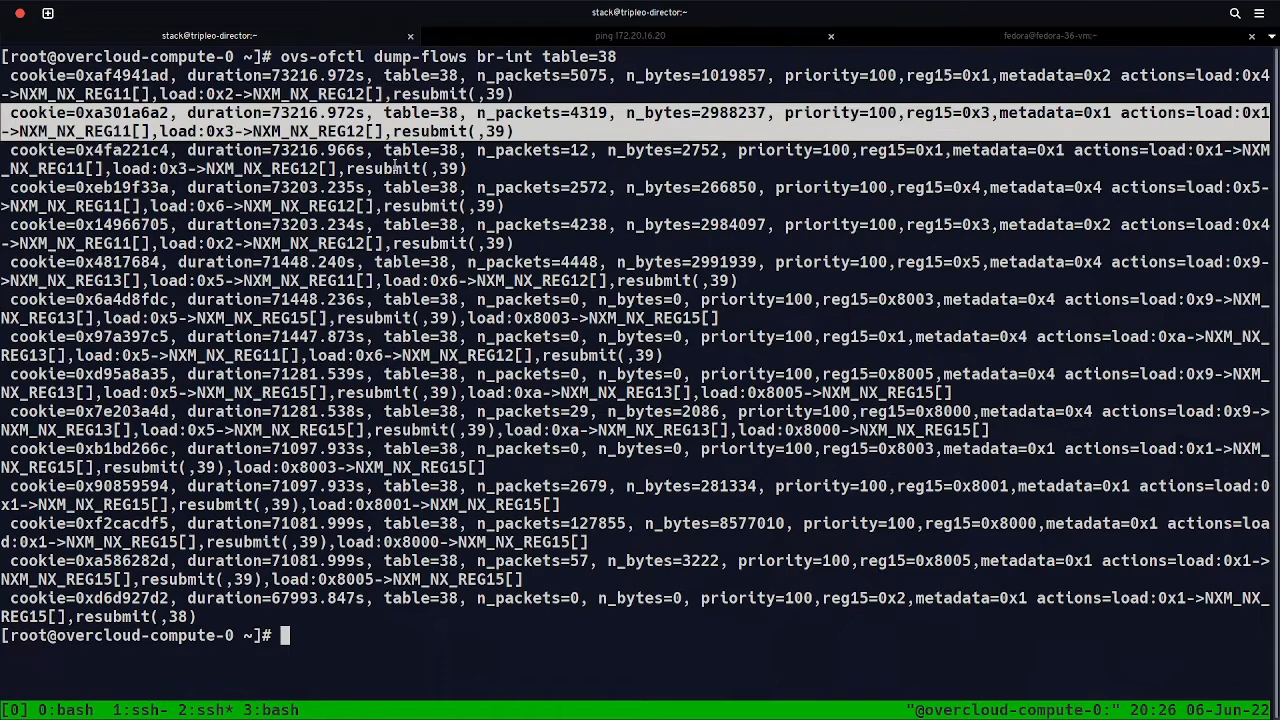 stack@tripleo-director:~
stack@tripleo-director:~ × ping 172.20.16.20 × fedora@fedora-36-vm:~ ×
[root@overcloud-compute-0 ~]# ovs-ofctl dump-flows br-int table=38
 cookie=0xaf4941ad, duration=73216.972s, table=38, n_packets=5075, n_bytes=1019857, priority=100,reg15=0x1,metadata=0x2 actions=load:0x4
->NXM_NX_REG11[],load:0x2->NXM_NX_REG12[],resubmit(,39)
 cookie=0xa301a6a2, duration=73216.972s, table=38, n_packets=4319, n_bytes=2988237, priority=100,reg15=0x3,metadata=0x1 actions=load:0x1
->NXM_NX_REG11[],load:0x3->NXM_NX_REG12[],resubmit(,39)
 cookie=0x4fa221c4, duration=73216.966s, table=38, n_packets=12, n_bytes=2752, priority=100,reg15=0x1,metadata=0x1 actions=load:0x1->NXM
_NX_REG11[],load:0x3->NXM_NX_REG12[],resubmit(,39)
 cookie=0xeb19f33a, duration=73203.235s, table=38, n_packets=2572, n_bytes=266850, priority=100,reg15=0x4,metadata=0x4 actions=load:0x5-
>NXM_NX_REG11[],load:0x6->NXM_NX_REG12[],resubmit(,39)
 cookie=0x14966705, duration=73203.234s, table=38, n_packets=4238, n_bytes=2984097, priority=100,reg15=0x3,metadata=0x2 actions=load:0x4
->NXM_NX_REG11[],load:0x2->NXM_NX_REG12[],resubmit(,39)
 cookie=0x4817684, duration=71448.240s, table=38, n_packets=4448, n_bytes=2991939, priority=100,reg15=0x5,metadata=0x4 actions=load:0x9-
>NXM_NX_REG13[],load:0x5->NXM_NX_REG11[],load:0x6->NXM_NX_REG12[],resubmit(,39)
 cookie=0x6a4d8fdc, duration=71448.236s, table=38, n_packets=0, n_bytes=0, priority=100,reg15=0x8003,metadata=0x4 actions=load:0x9->NXM_
NX_REG13[],load:0x5->NXM_NX_REG15[],resubmit(,39),load:0x8003->NXM_NX_REG15[]
 cookie=0x97a397c5, duration=71447.873s, table=38, n_packets=0, n_bytes=0, priority=100,reg15=0x1,metadata=0x4 actions=load:0xa->NXM_NX_
REG13[],load:0x5->NXM_NX_REG11[],load:0x6->NXM_NX_REG12[],resubmit(,39)
 cookie=0xd95a8a35, duration=71281.539s, table=38, n_packets=0, n_bytes=0, priority=100,reg15=0x8005,metadata=0x4 actions=load:0x9->NXM_
NX_REG13[],load:0x5->NXM_NX_REG15[],resubmit(,39),load:0xa->NXM_NX_REG13[],load:0x8005->NXM_NX_REG15[]
 cookie=0x7e203a4d, duration=71281.538s, table=38, n_packets=29, n_bytes=2086, priority=100,reg15=0x8000,metadata=0x4 actions=load:0x9->
NXM_NX_REG13[],load:0x5->NXM_NX_REG15[],resubmit(,39),load:0xa->NXM_NX_REG13[],load:0x8000->NXM_NX_REG15[]
 cookie=0xb1bd266c, duration=71097.933s, table=38, n_packets=0, n_bytes=0, priority=100,reg15=0x8003,metadata=0x1 actions=load:0x1->NXM_
NX_REG15[],resubmit(,39),load:0x8003->NXM_NX_REG15[]
 cookie=0x90859594, duration=71097.933s, table=38, n_packets=2679, n_bytes=281334, priority=100,reg15=0x8001,metadata=0x1 actions=load:0
x1->NXM_NX_REG15[],resubmit(,39),load:0x8001->NXM_NX_REG15[]
 cookie=0xf2cacdf5, duration=71081.999s, table=38, n_packets=127855, n_bytes=8577010, priority=100,reg15=0x8000,metadata=0x1 actions=loa
d:0x1->NXM_NX_REG15[],resubmit(,39),load:0x8000->NXM_NX_REG15[]
 cookie=0xa586282d, duration=71081.999s, table=38, n_packets=57, n_bytes=3222, priority=100,reg15=0x8005,metadata=0x1 actions=load:0x1->
NXM_NX_REG15[],resubmit(,39),load:0x8005->NXM_NX_REG15[]
 cookie=0xd6d927d2, duration=67993.847s, table=38, n_packets=0, n_bytes=0, priority=100,reg15=0x2,metadata=0x1 actions=load:0x1->NXM_NX_
REG15[],resubmit(,38)
[root@overcloud-compute-0 ~]#
[0] 0:bash 1:ssh- 2:ssh* 3:bash "@overcloud-compute-0:" 20:26 06-Jun-22